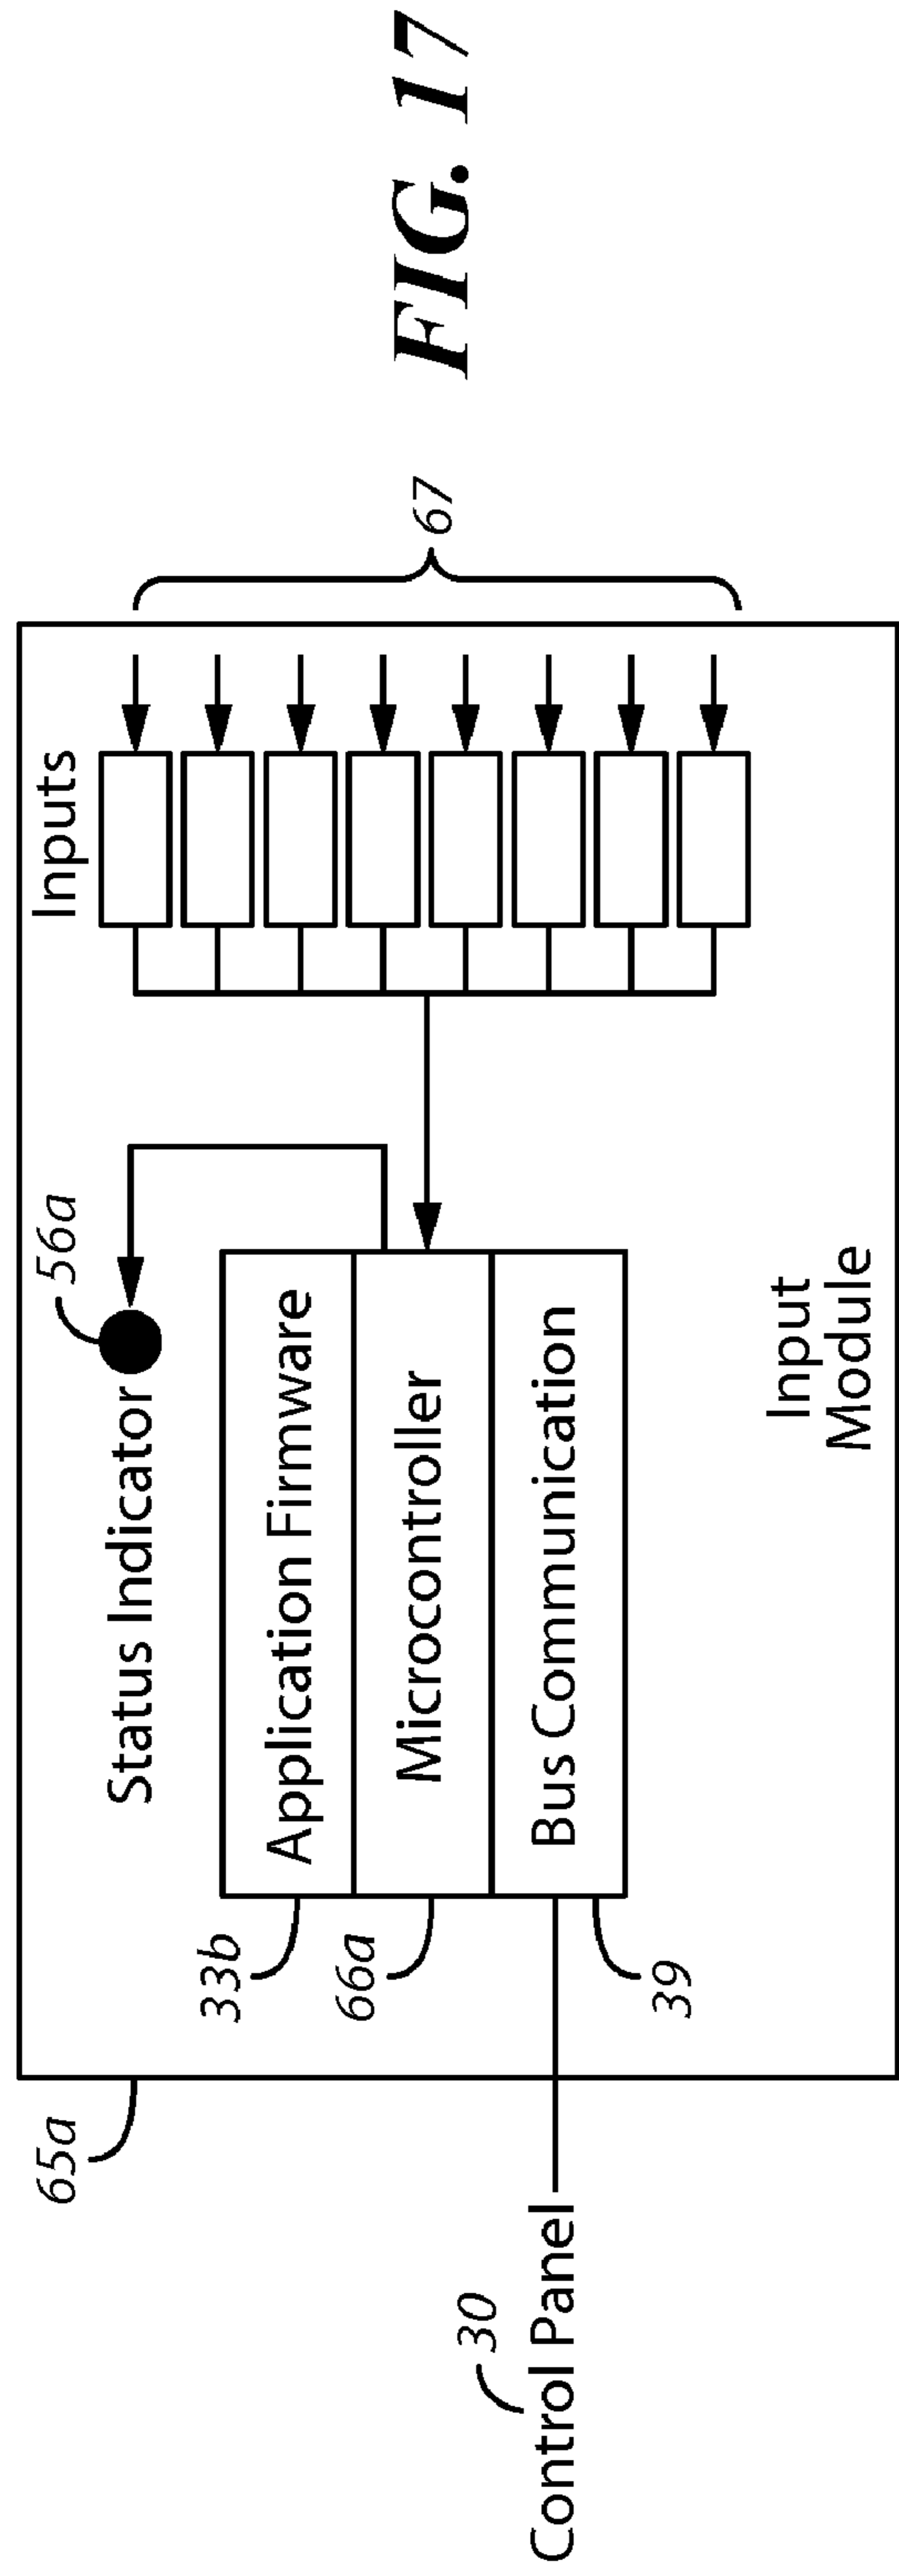 65a
Status Indicator
56a
Inputs
33b
Application Firmware
66a
Microcontroller
67
30
Control Panel
Bus Communication
39
Input
Module
FIG. 17